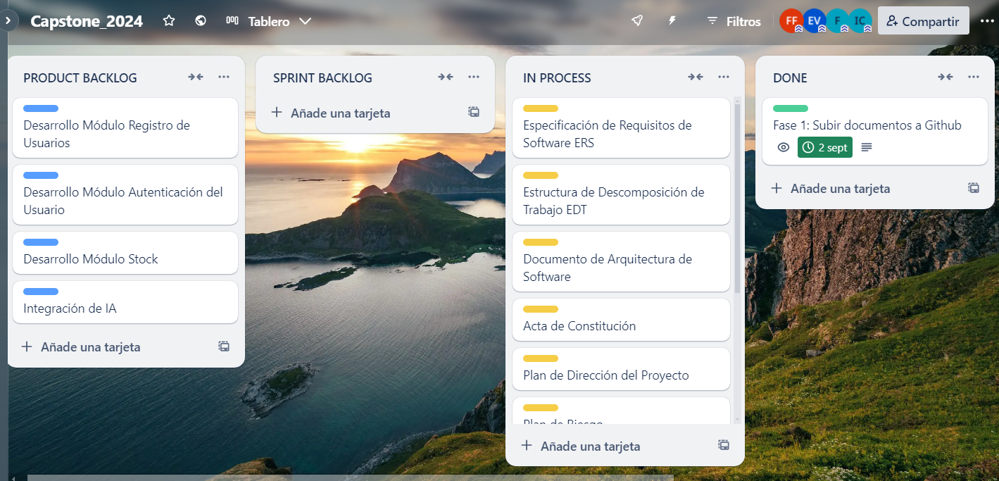 Capstone_2024
Tablero
Filtros
FF
EV
F
IC
Compartir
PRODUCT BACKLOG
Desarrollo Módulo Registro de
Usuarios
Desarrollo Módulo Autenticación del
Usuario
Desarrollo Módulo Stock
Integración de IA
Añade una tarjeta
SPRINT BACKLOG
Añade una tarjeta
IN PROCESS
Especificación de Requisitos de
Software ERS
Estructura de Descomposición de
Trabajo EDT
Documento de Arquitectura de
Software
Acta de Constitución
Plan de Dirección del Proyecto
Plan de Riesgo
Añade una tarjeta
DONE
Fase 1: Subir documentos a Github
2 sept
Añade una tarjeta